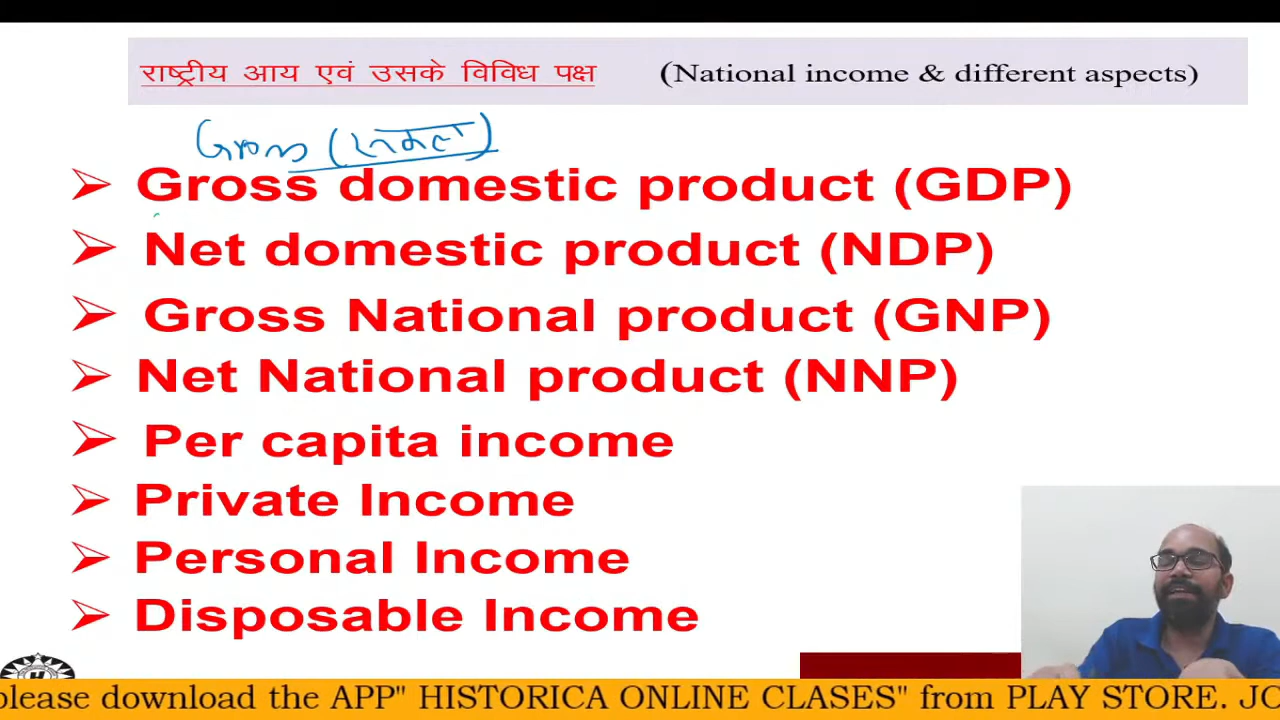 राष्ट्रीय आय एवं उसके विविध पक्ष (National income & different aspects)
Gross (सकल)
➢ Gross domestic product (GDP)
➢ Net domestic product (NDP)
➢ Gross National product (GNP)
➢ Net National product (NNP)
➢ Per capita income
➢ Private Income
➢ Personal Income
➢ Disposable Income
H
please download the APP" HISTORICA ONLINE CLASES" from PLAY STORE. JO